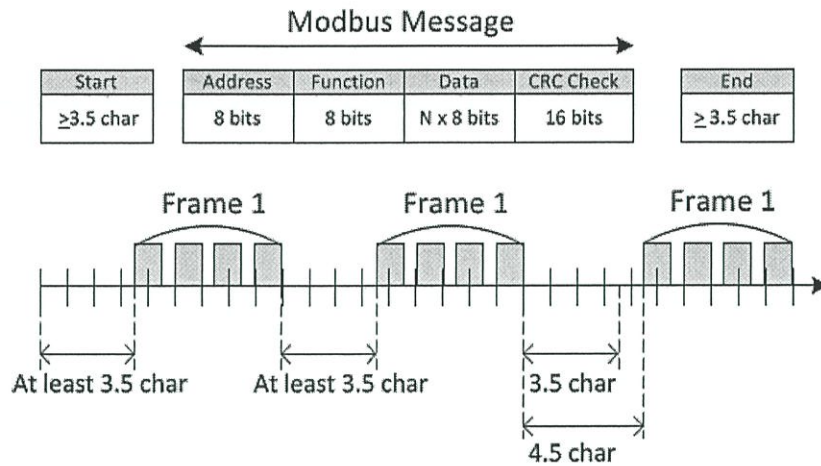 Modbus Message
Start Address Function Data CRC Check End
≥3.5 char 8 bits 8 bits N x 8 bits 16 bits ≥ 3.5 char
Frame 1 Frame 1 Frame 1
At least 3.5 char At least 3.5 char 3.5 char
4.5 char